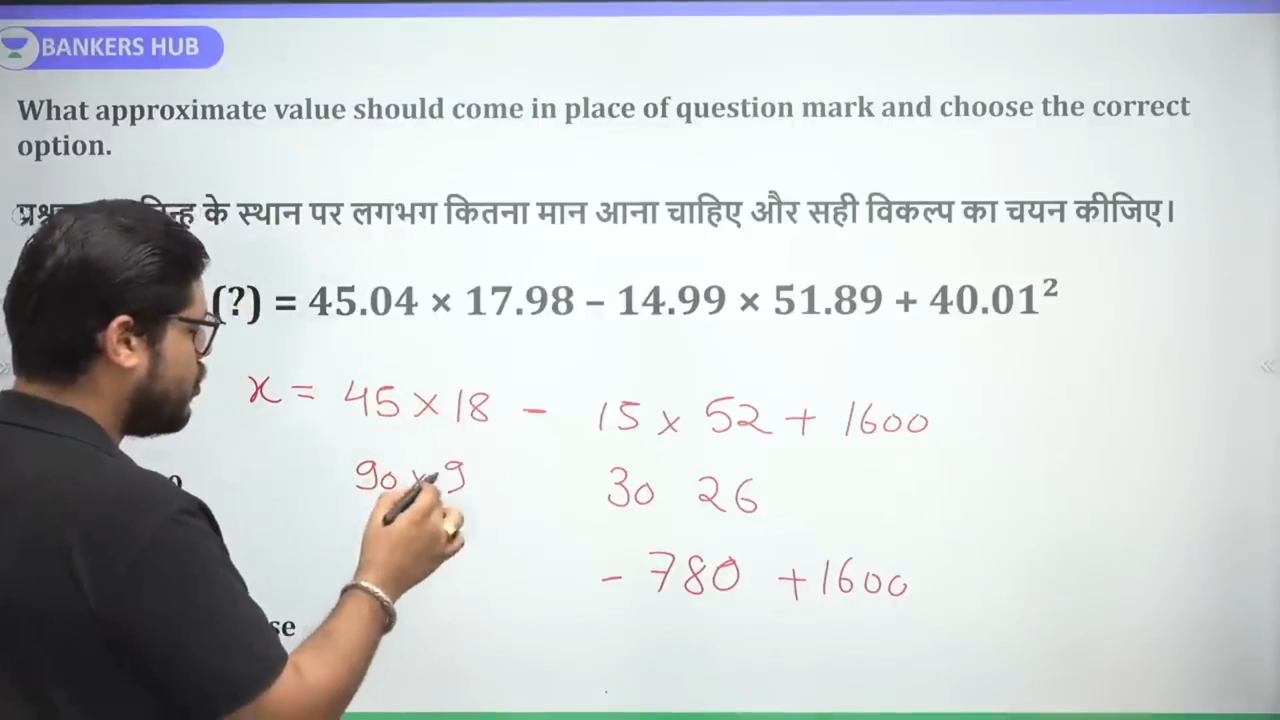 BANKERS HUB
What approximate value should come in place of question mark and choose the correct
option.
के स्थान पर लगभग कितना मान आना चाहिए और सही विकल्प का चयन कीजिए।
(?) = 45.04 × 17.98 – 14.99 × 51.89 + 40.01²
x = 45 × 18 - 15 × 52 + 1600
90 × 9 30 26
- 780 + 1600